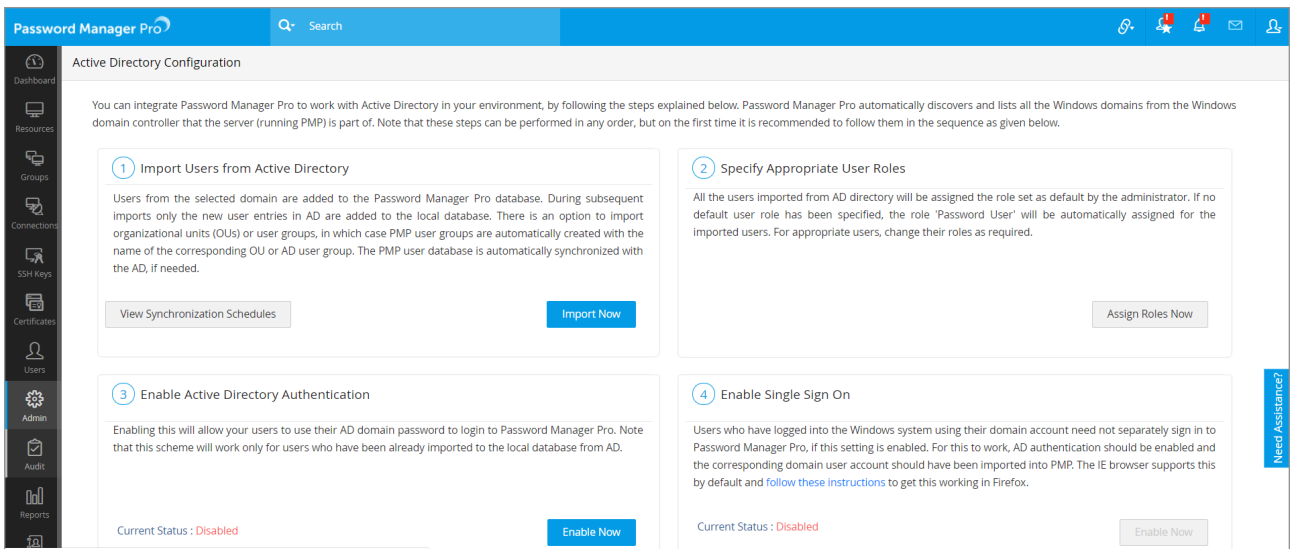 Password Manager Pro
Search
Dashboard
Resources
Groups
Connections
SSH Keys
Certificates
Users
Admin
Audit
Reports
Active Directory Configuration
You can integrate Password Manager Pro to work with Active Directory in your environment, by following the steps explained below. Password Manager Pro automatically discovers and lists all the Windows domains from the Windows
domain controller that the server (running PMP) is part of. Note that these steps can be performed in any order, but on the first time it is recommended to follow them in the sequence as given below.
1 Import Users from Active Directory
Users from the selected domain are added to the Password Manager Pro database. During subsequent
imports only the new user entries in AD are added to the local database. There is an option to import
organizational units (OUs) or user groups, in which case PMP user groups are automatically created with the
name of the corresponding OU or AD user group. The PMP user database is automatically synchronized with
the AD, if needed.
View Synchronization Schedules
Import Now
2 Specify Appropriate User Roles
All the users imported from AD directory will be assigned the role set as default by the administrator. If no
default user role has been specified, the role 'Password User' will be automatically assigned for the
imported users. For appropriate users, change their roles as required.
Assign Roles Now
3 Enable Active Directory Authentication
Enabling this will allow your users to use their AD domain password to login to Password Manager Pro. Note
that this scheme will work only for users who have been already imported to the local database from AD.
Current Status : Disabled
Enable Now
4 Enable Single Sign On
Users who have logged into the Windows system using their domain account need not separately sign in to
Password Manager Pro, if this setting is enabled. For this to work, AD authentication should be enabled and
the corresponding domain user account should have been imported into PMP. The IE browser supports this
by default and follow these instructions to get this working in Firefox.
Current Status : Disabled
Enable Now
Need Assistance?